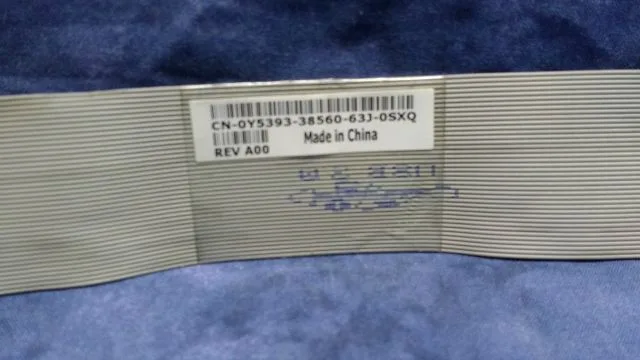 CN-0Y5393-38560-63J-0SXQ
Made in China
REV A00